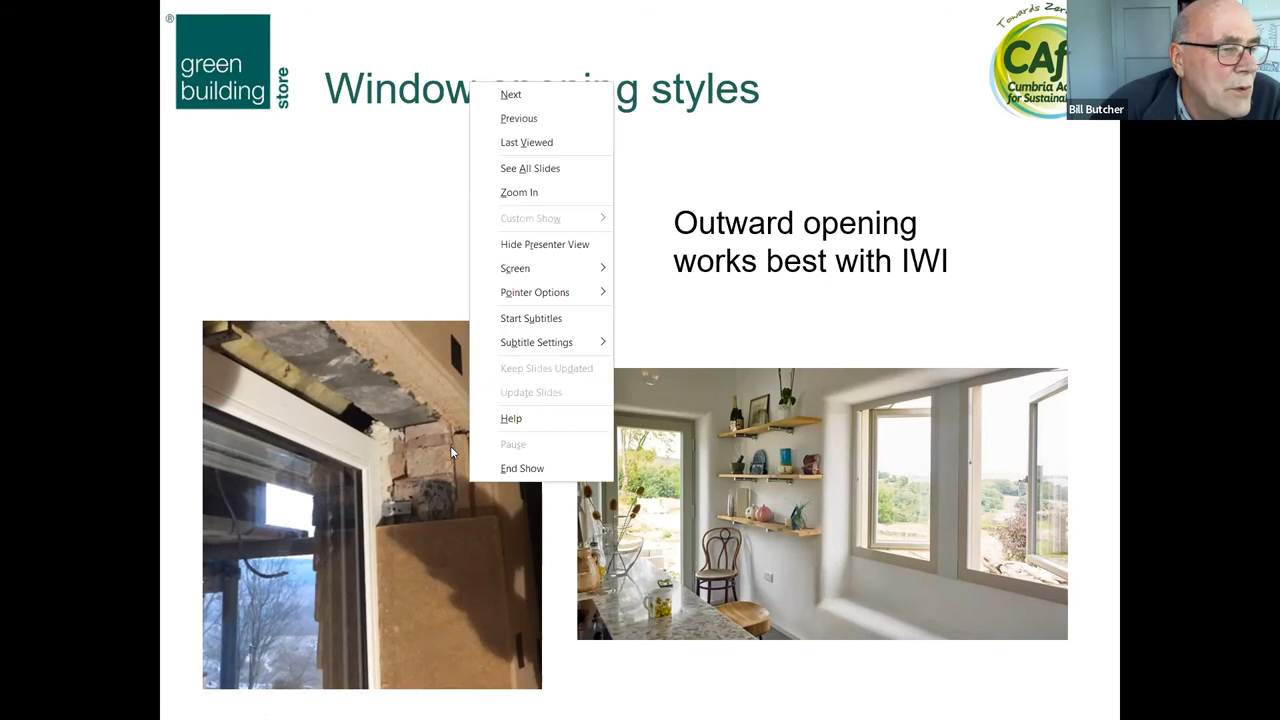 ®
green
building
store
Window opening styles
Towards Zer
CAf
Cumbria Ac
for Sustaina
Bill Butcher
Next
Previous
Last Viewed
See All Slides
Zoom In
Custom Show
Hide Presenter View
Screen
Pointer Options
Start Subtitles
Subtitle Settings
Keep Slides Updated
Update Slides
Help
Pause
End Show
Outward opening
works best with IWI